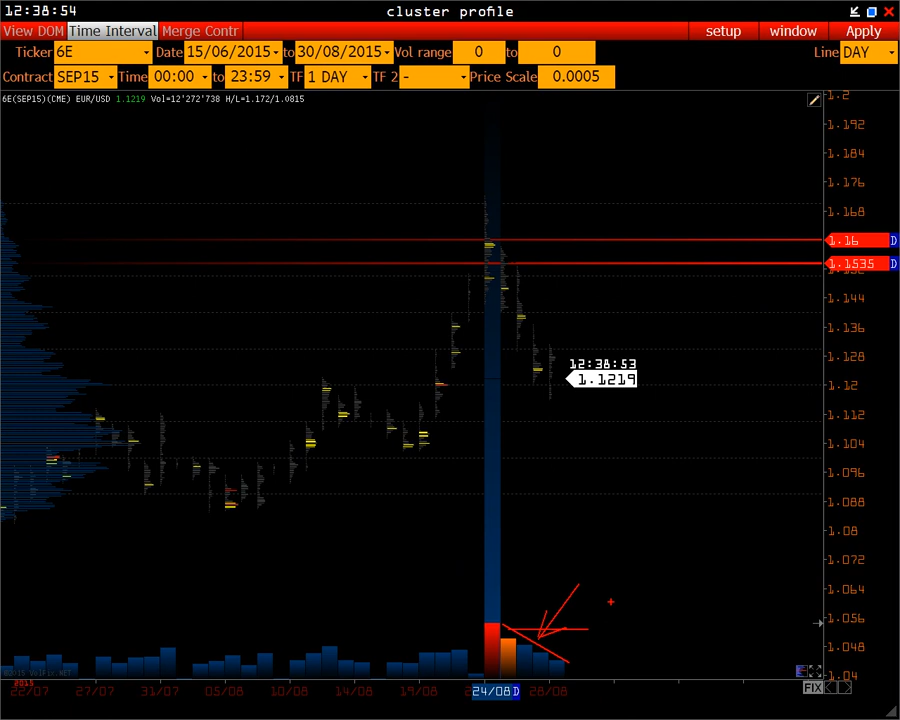 12:38:54 cluster profile
View DOM Time Interval Merge Contr setup window Apply
Ticker 6E Date 15/06/2015 to 30/08/2015 Vol range 0 to 0 Line DAY
Contract SEP15 Time 00:00 to 23:59 TF 1 DAY TF 2 - Price Scale 0.0005
6E(SEP15)(CME) EUR/USD 1.1219 Vol=12'272'738 H/L=1.172/1.0815
1.2
1.192
1.184
1.176
1.168
1.16 D
1.1535 D
1.144
1.136
1.128
12:38:53
1.1219
1.12
1.112
1.104
1.096
1.088
1.08
1.072
1.064
1.056
1.048
1.04
©2015 VolFix.NET
2015
22/07 27/07 31/07 05/08 10/08 14/08 19/08 24/08 D 28/08
FIX